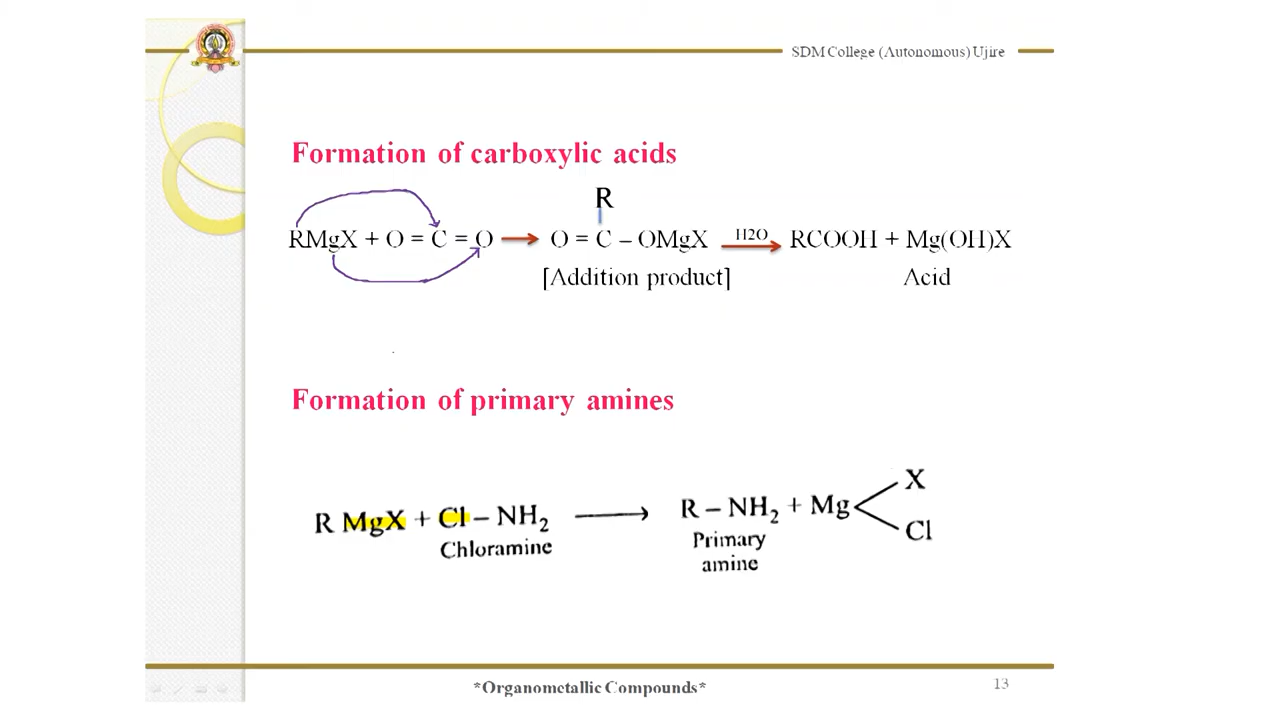 SDM College (Autonomous) Ujire
Formation of carboxylic acids
R
RMgX + O = C = O O = C – OMgX H2O RCOOH + Mg(OH)X
[Addition product] Acid
Formation of primary amines
X
R MgX + Cl – NH₂ R – NH₂ + Mg
Cl
Chloramine Primary
amine
*Organometallic Compounds* 13